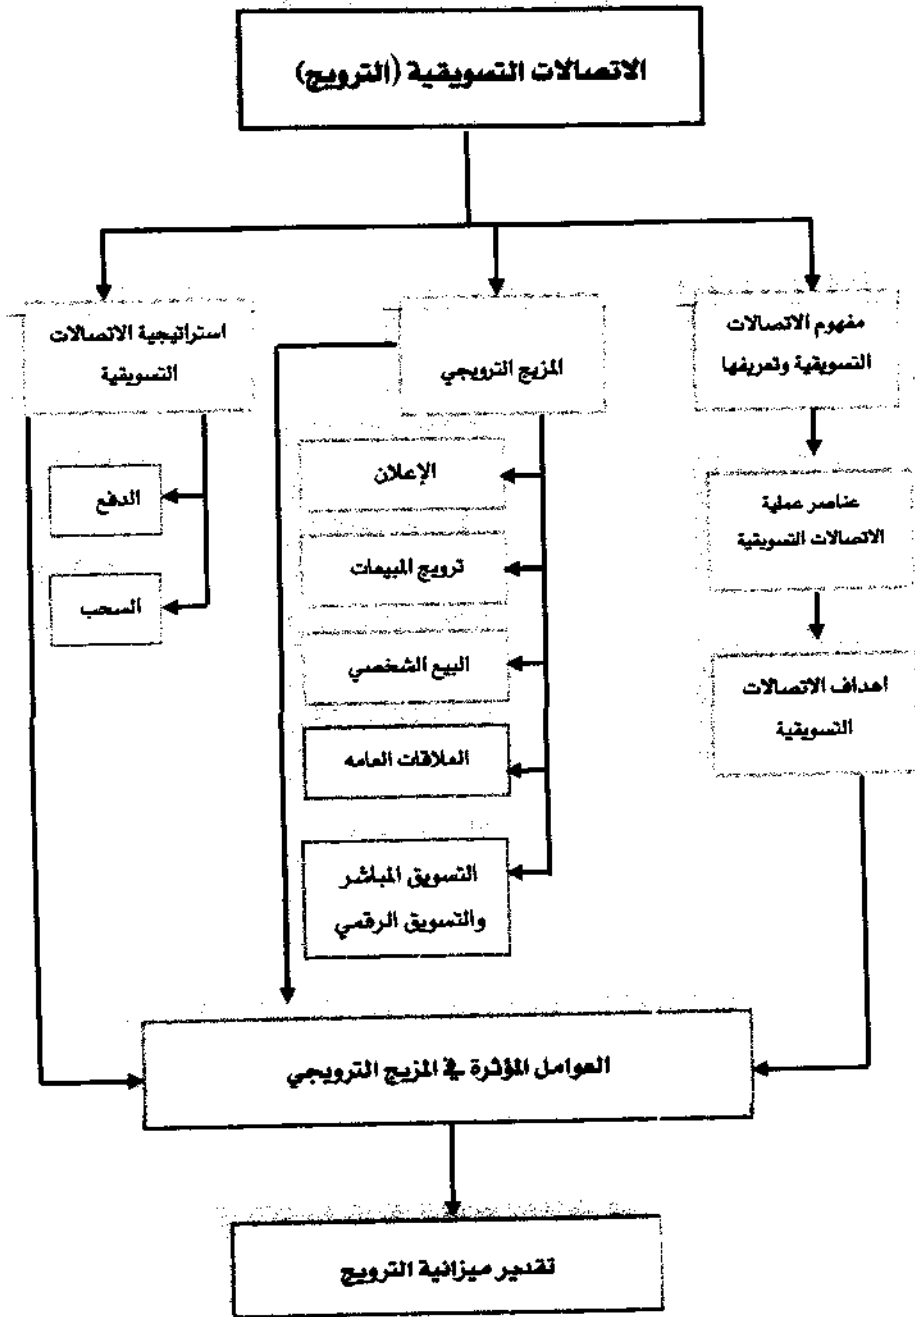 الاتصالات التسويقية (الترويج)
مفهوم الاتصالات
التسويقية وتعريفها
المزيج الترويجي
استراتيجية الاتصالات
التسويقية
عناصر عملية
الاتصالات التسويقية
اهداف الاتصالات
التسويقية
الإعلان
ترويج المبيعات
البيع الشخصي
العلاقات العامه
التسويق المباشر
والتسويق الرقمي
الدفع
السحب
العوامل المؤثرة في المزيج الترويجي
تقدير ميزانية الترويج